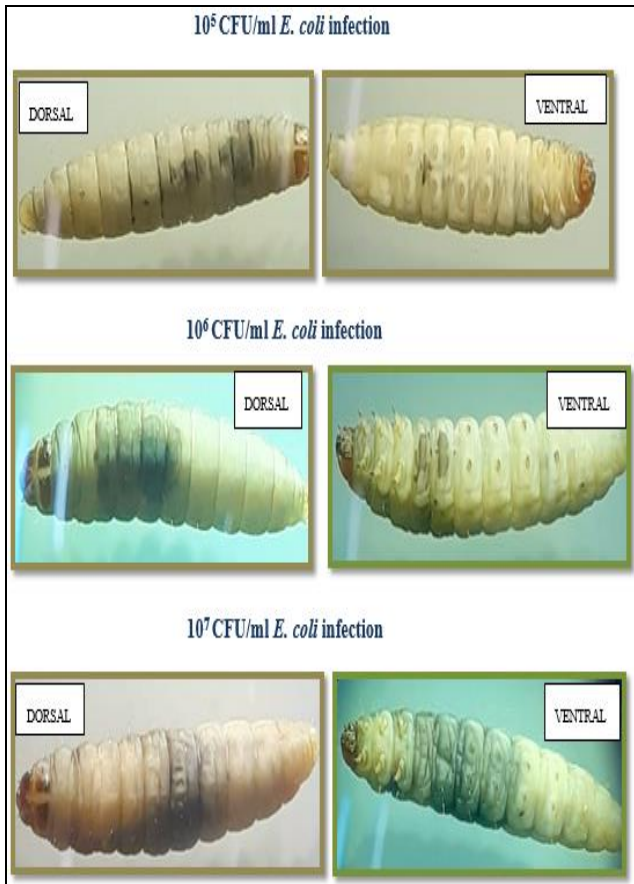 10⁵ CFU/ml E. coli infection
DORSAL
VENTRAL
10⁶ CFU/ml E. coli infection
DORSAL
VENTRAL
10⁷ CFU/ml E. coli infection
DORSAL
VENTRAL